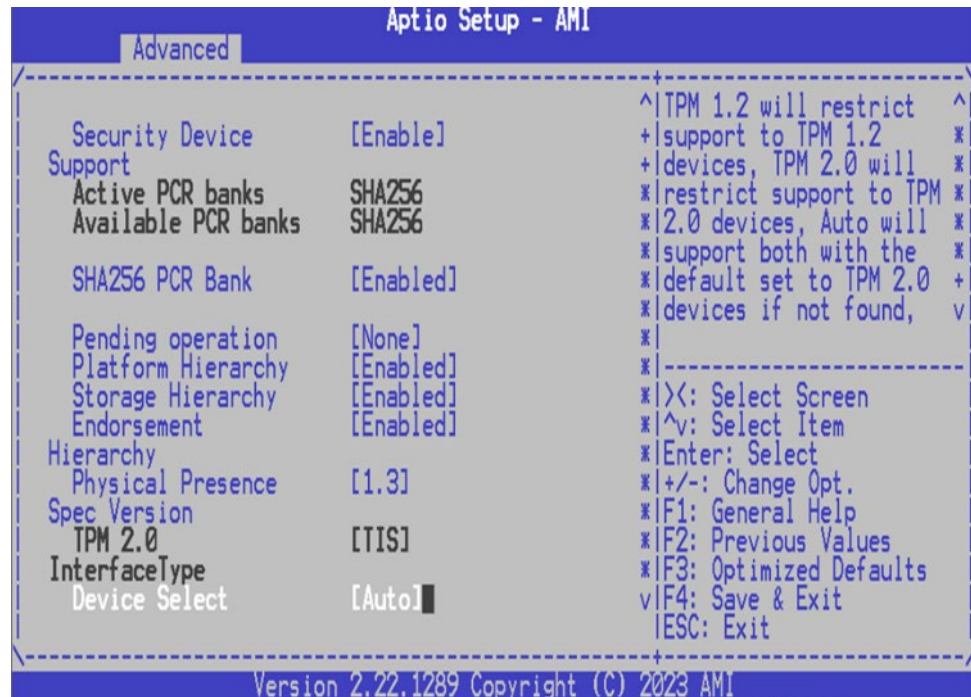 Aptio Setup - AMI
Advanced
Security Device [Enable]
Support
Active PCR banks SHA256
Available PCR banks SHA256
SHA256 PCR Bank [Enabled]
Pending operation [None]
Platform Hierarchy [Enabled]
Storage Hierarchy [Enabled]
Endorsement [Enabled]
Hierarchy
Physical Presence [1.3]
Spec Version
TPM 2.0 [TIS]
InterfaceType
Device Select [Auto]
TPM 1.2 will restrict
support to TPM 1.2
devices, TPM 2.0 will
restrict support to TPM
2.0 devices, Auto will
support both with the
default set to TPM 2.0
devices if not found,
><: Select Screen
^v: Select Item
Enter: Select
+/-: Change Opt.
F1: General Help
F2: Previous Values
F3: Optimized Defaults
F4: Save & Exit
ESC: Exit
Version 2.22.1289 Copyright (C) 2023 AMI